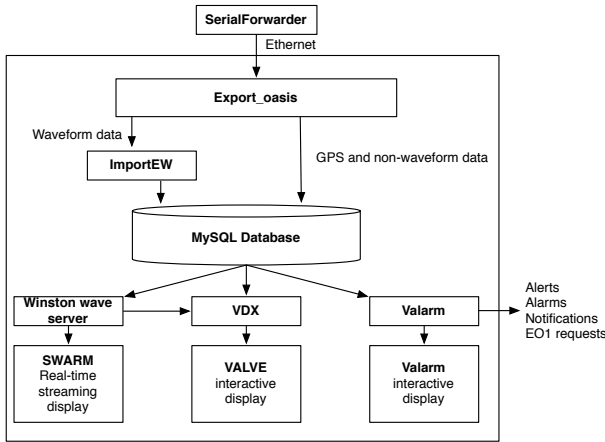 SerialForwarder
Ethernet
Export_oasis
Waveform data
GPS and non-waveform data
ImportEW
MySQL Database
Winston wave
server
VDX
Valarm
Alerts
Alarms
Notifications
EO1 requests
SWARM
Real-time
streaming
display
VALVE
interactive
display
Valarm
interactive
display